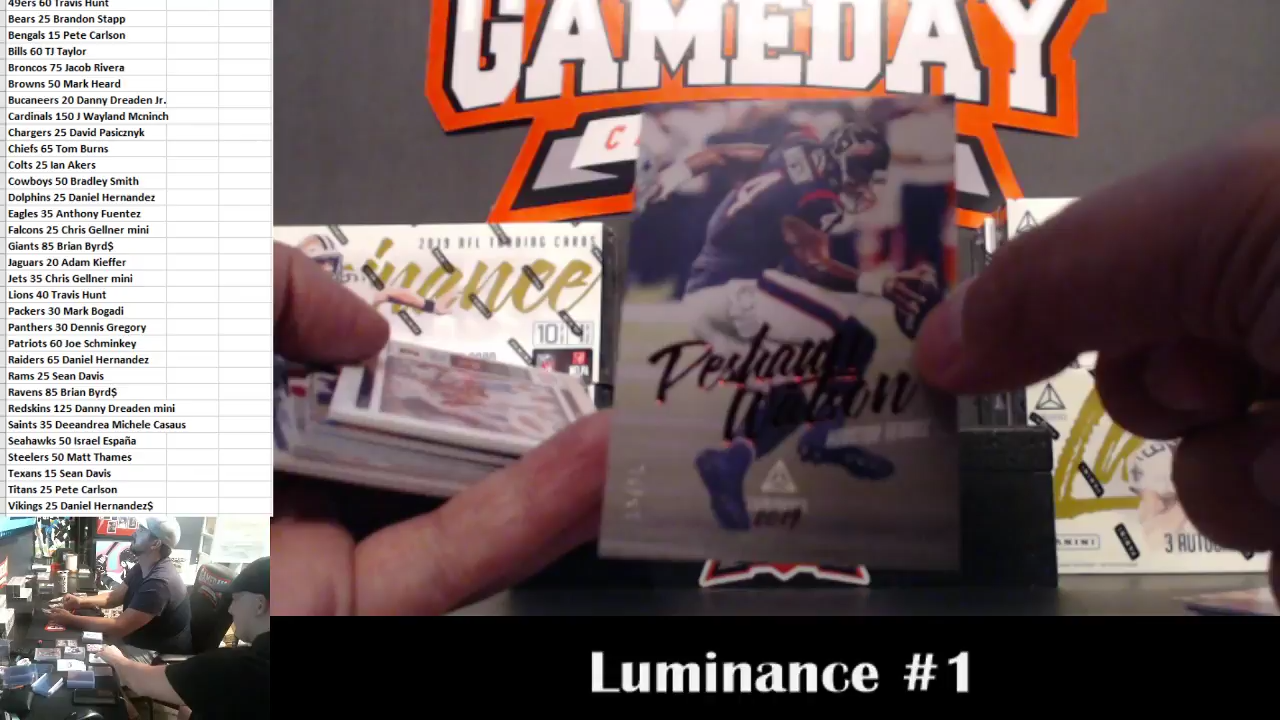 49ers 60 Travis Hunt
Bears 25 Brandon Stapp
Bengals 15 Pete Carlson
Bills 60 TJ Taylor
Broncos 75 Jacob Rivera
Browns 50 Mark Heard
Bucaneers 20 Danny Dreaden Jr.
Cardinals 150 J Wayland Mcninch
Chargers 25 David Pasicznyk
Chiefs 65 Tom Burns
Colts 25 Ian Akers
Cowboys 50 Bradley Smith
Dolphins 25 Daniel Hernandez
Eagles 35 Anthony Fuentez
Falcons 25 Chris Gellner mini
Giants 85 Brian Byrd$
Jaguars 20 Adam Kieffer
Jets 35 Chris Gellner mini
Lions 40 Travis Hunt
Packers 30 Mark Bogadi
Panthers 30 Dennis Gregory
Patriots 60 Joe Schminkey
Raiders 65 Daniel Hernandez
Rams 25 Sean Davis
Ravens 85 Brian Byrd$
Redskins 125 Danny Dreaden mini
Saints 35 Deeandrea Michele Casaus
Seahawks 50 Israel España
Steelers 50 Matt Thames
Texans 15 Sean Davis
Titans 25 Pete Carlson
Vikings 25 Daniel Hernandez$
GAMEDAY
2019 NFL TRADING CARDS
Deshaun
Watson
2019
PANINI
Luminance #1